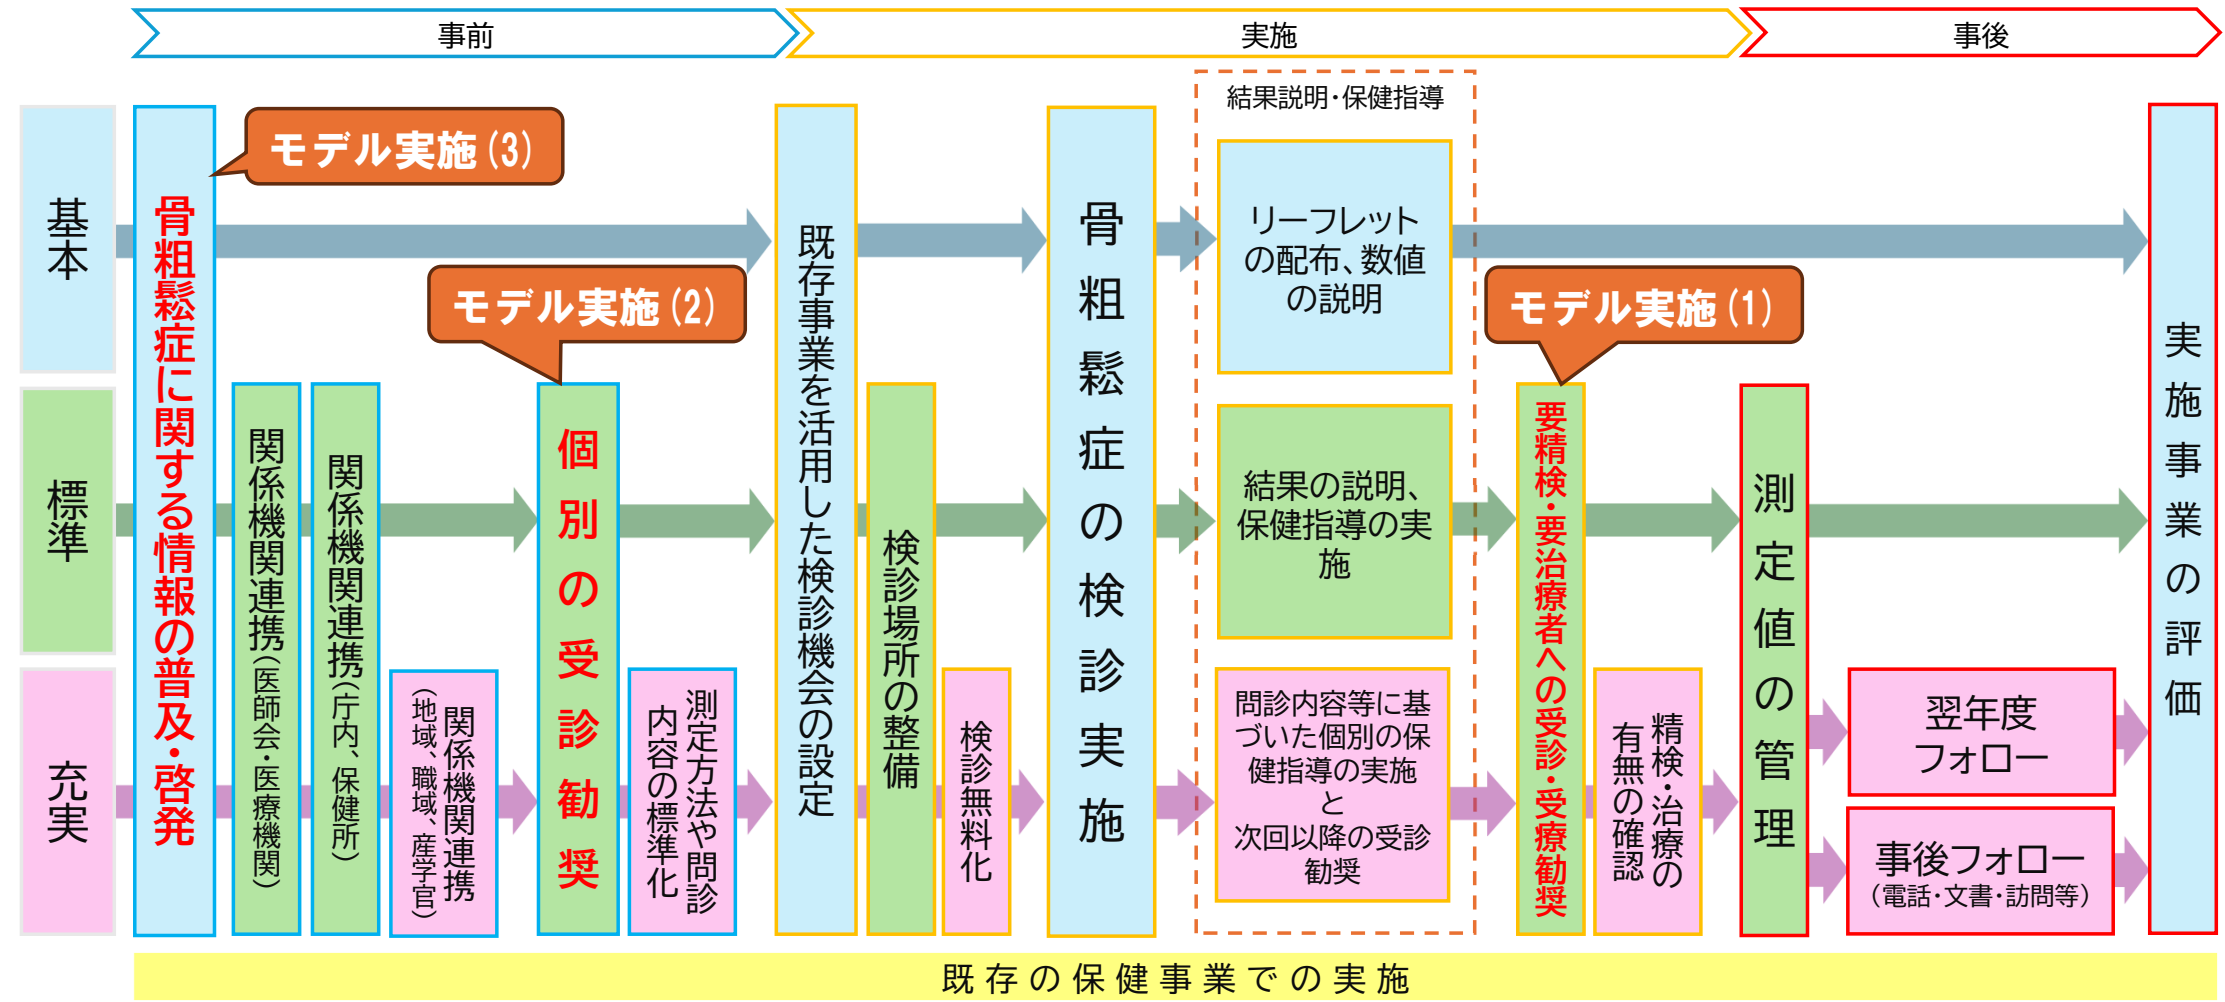 事前
実施
事後
基本
標準
充実
骨粗鬆症に関する情報の普及・啓発
モデル実施(3)
関係機関連携(医師会・医療機関)
関係機関連携(庁内、保健所)
関係機関連携
(地域、職域、産学官)
モデル実施(2)
個別の受診勧奨
測定方法や問診
内容の標準化
既存事業を活用した検診機会の設定
検診場所の整備
検診無料化
骨粗鬆症の検診実施
結果説明・保健指導
リーフレット
の配布、数値
の説明
結果の説明、
保健指導の実
施
問診内容等に基
づいた個別の保
健指導の実施
と
次回以降の受診
勧奨
モデル実施(1)
要精検・要治療者への受診・受療勧奨
精検・治療の
有無の確認
測定値の管理
翌年度
フォロー
事後フォロー
(電話・文書・訪問等)
実施事業の評価
既存の保健事業での実施